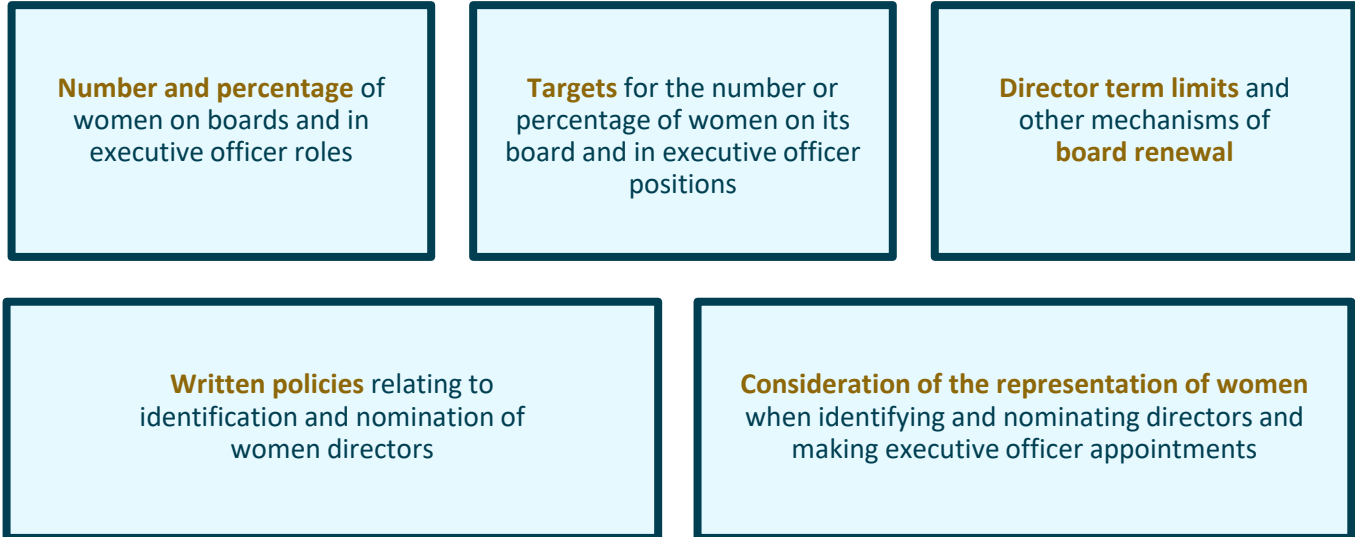 Number and percentage of
women on boards and in
executive officer roles
Targets for the number or
percentage of women on its
board and in executive officer
positions
Director term limits and
other mechanisms of
board renewal
Written policies relating to
identification and nomination of
women directors
Consideration of the representation of women
when identifying and nominating directors and
making executive officer appointments